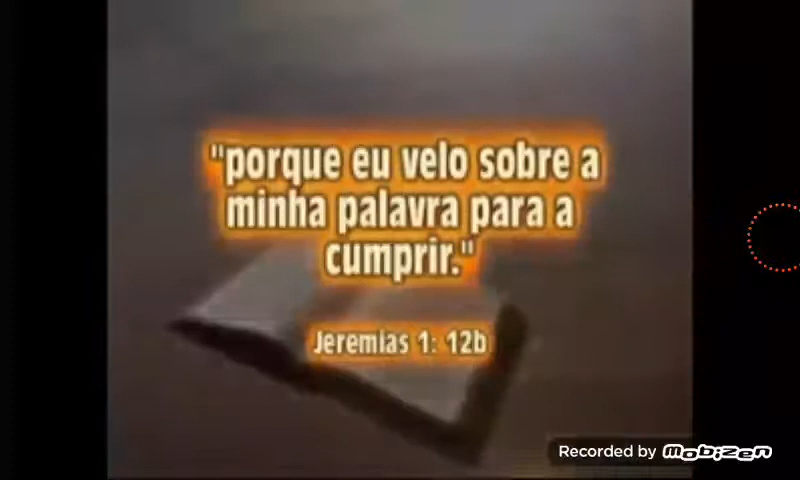 "porque eu velo sobre a
minha palavra para a
cumprir."
Jeremias 1: 12b
Recorded by mobizen